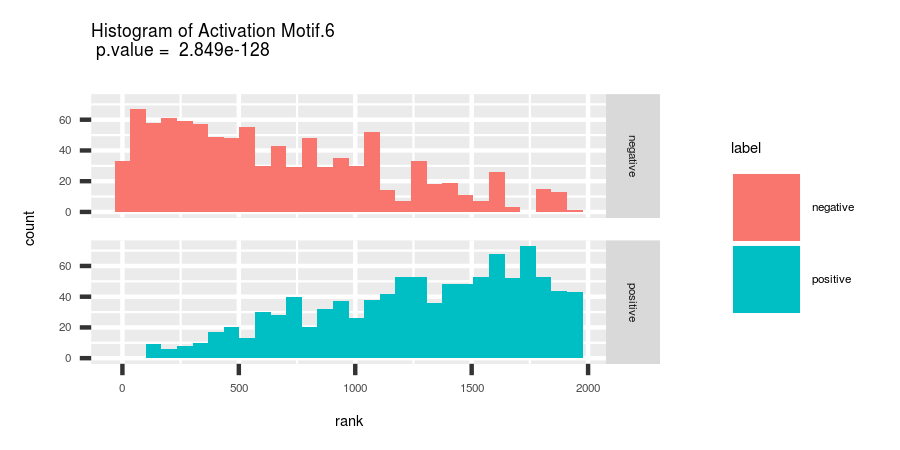 Histogram of Activation Motif.6
p.value = 2.849e-128
count
60
40
20
0
negative
60
40
20
0
positive
0 500 1000 1500 2000
rank
label
negative
positive